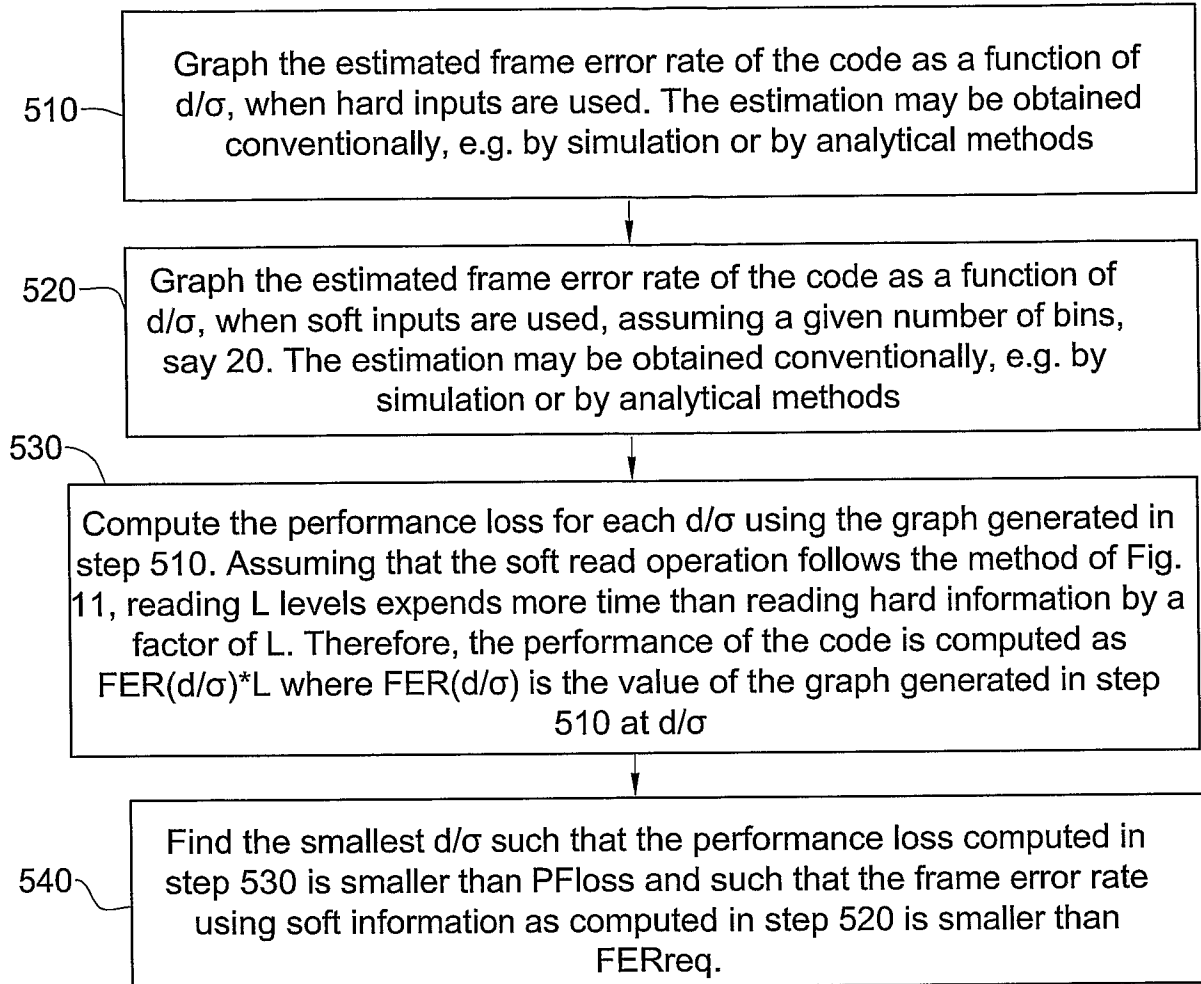 510
Graph the estimated frame error rate of the code as a function of
d/σ, when hard inputs are used. The estimation may be obtained
conventionally, e.g. by simulation or by analytical methods
520
Graph the estimated frame error rate of the code as a function of
d/σ, when soft inputs are used, assuming a given number of bins,
say 20. The estimation may be obtained conventionally, e.g. by
simulation or by analytical methods
530
Compute the performance loss for each d/σ using the graph generated in
step 510. Assuming that the soft read operation follows the method of Fig.
11, reading L levels expends more time than reading hard information by a
factor of L. Therefore, the performance of the code is computed as
FER(d/σ)*L where FER(d/σ) is the value of the graph generated in step
510 at d/σ
540
Find the smallest d/σ such that the performance loss computed in
step 530 is smaller than PFloss and such that the frame error rate
using soft information as computed in step 520 is smaller than
FERreq.